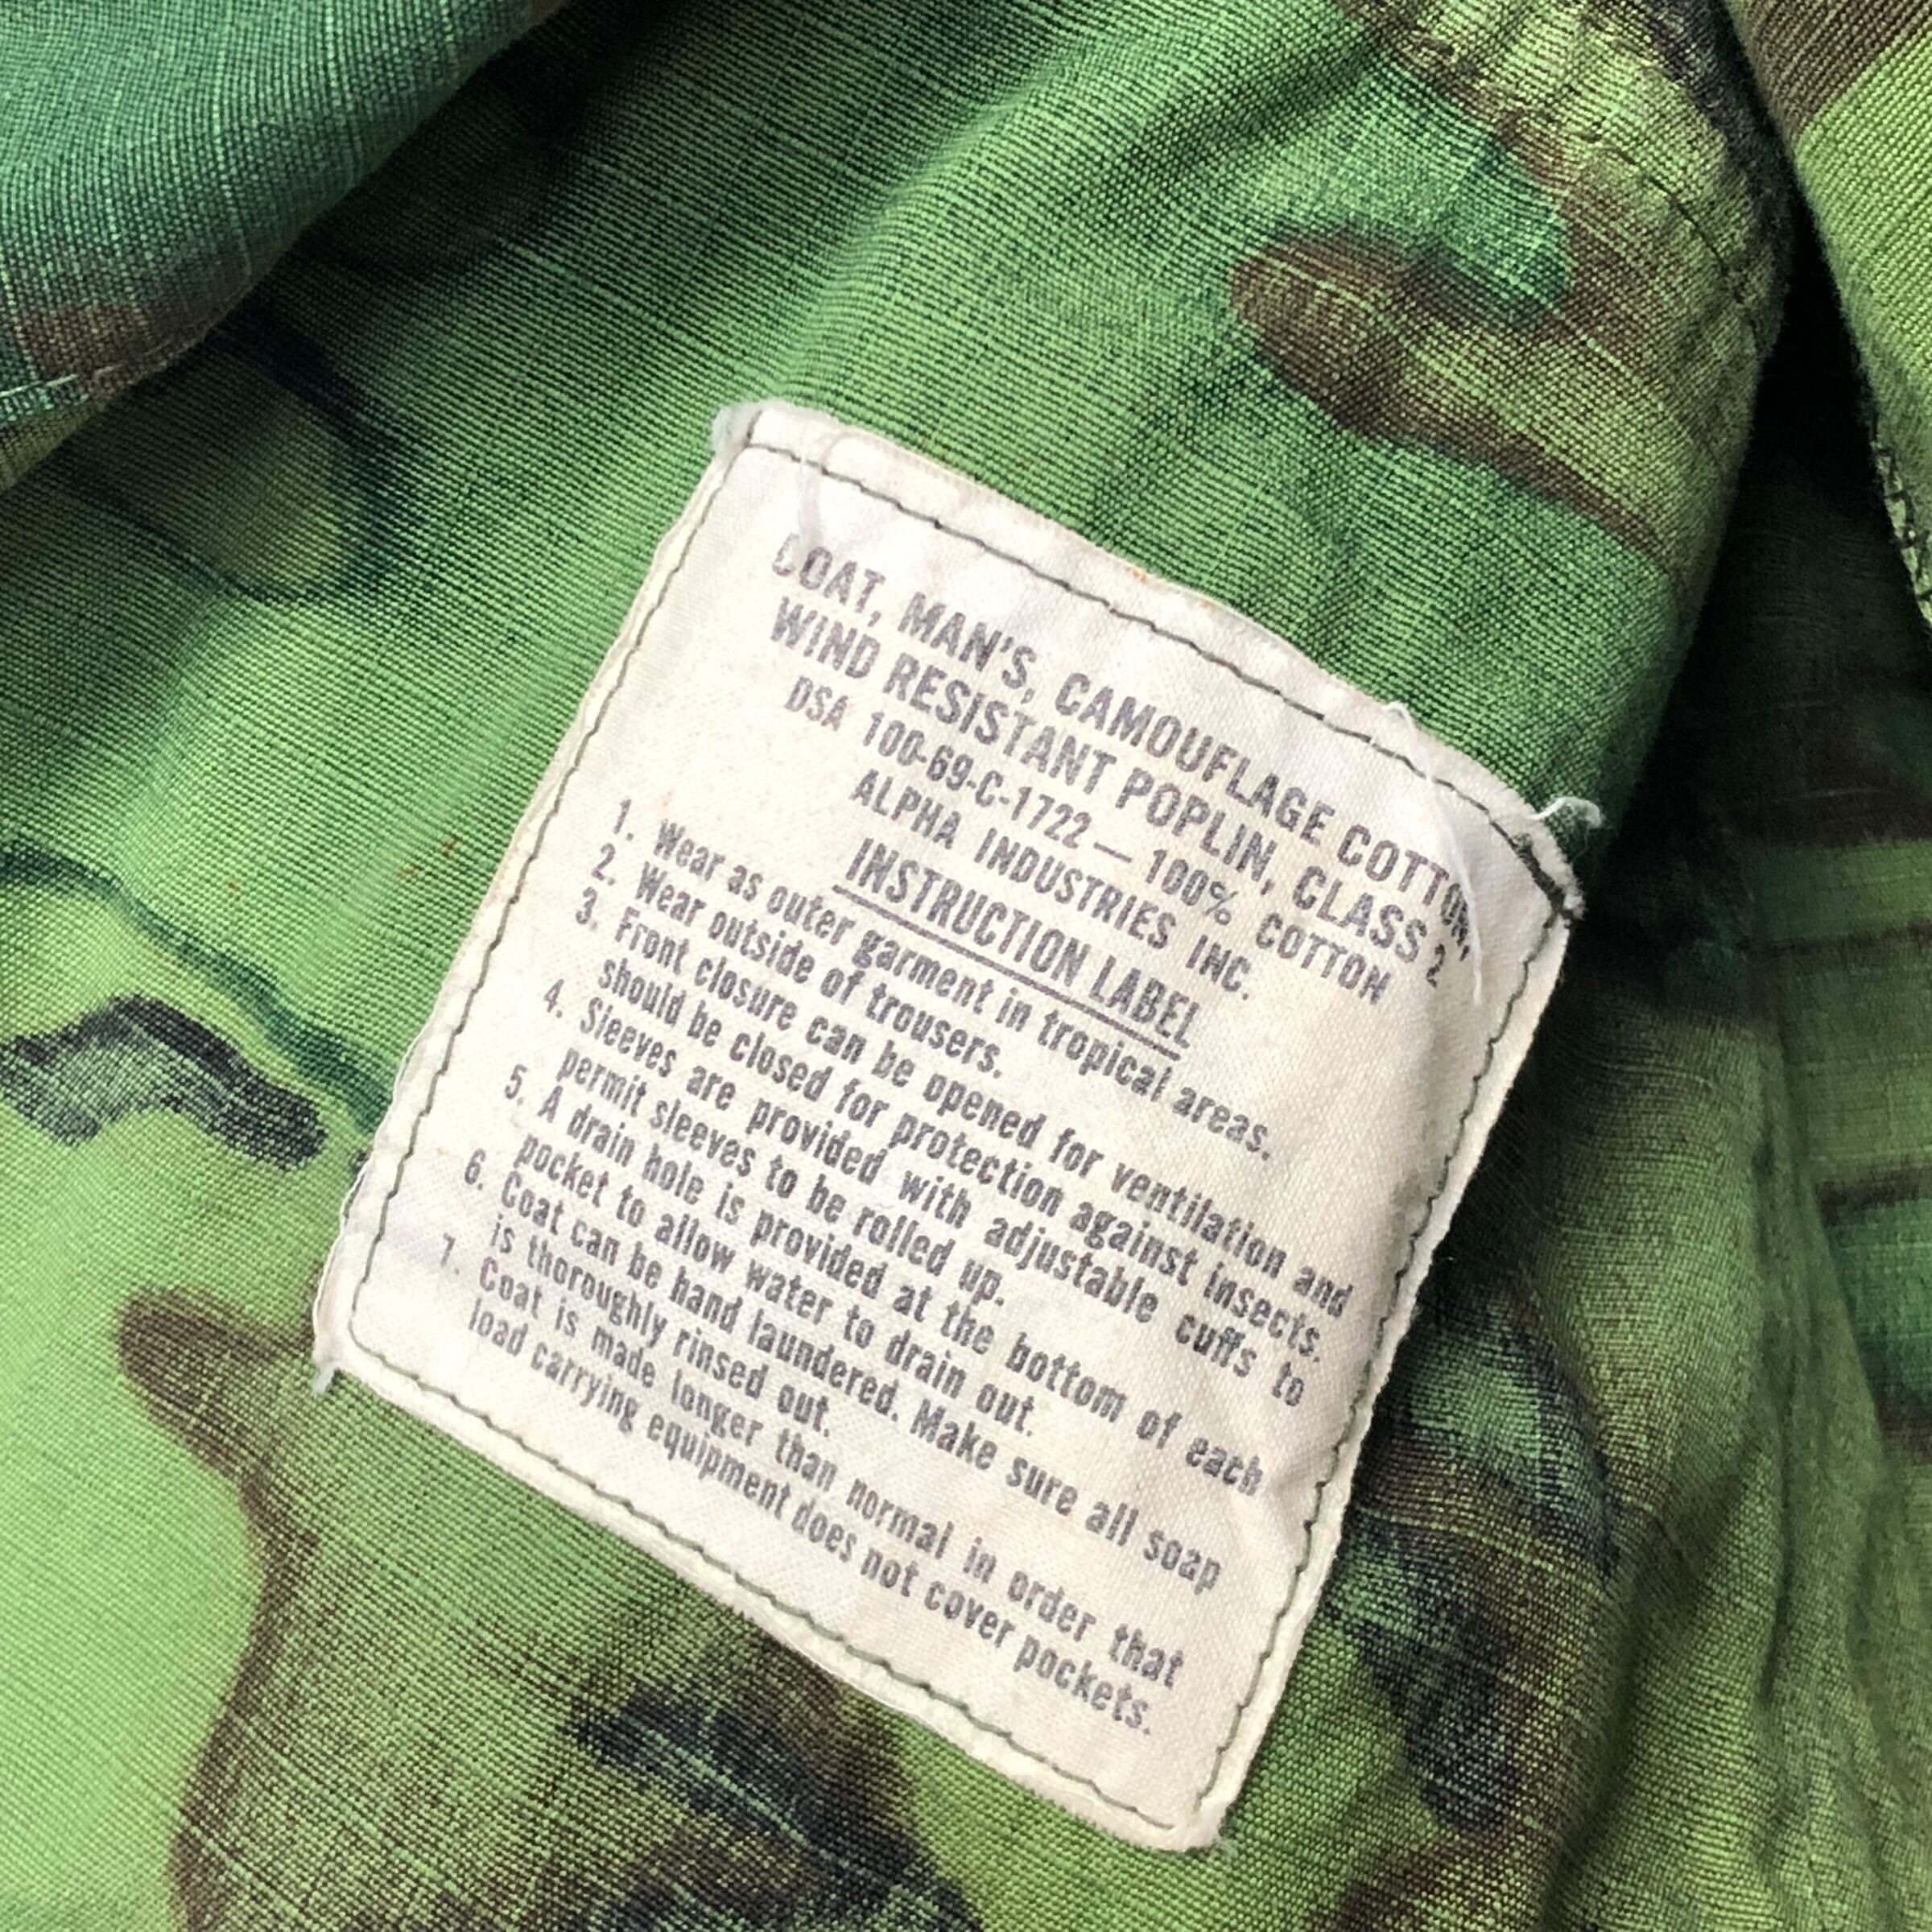 COAT, MAN'S, CAMOUFLAGE COTTON,
WIND RESISTANT POPLIN, CLASS 2
DSA 100-69-C-1722 — 100% COTTON
ALPHA INDUSTRIES INC.
INSTRUCTION LABEL
1. Wear as outer garment in tropical areas.
2. Wear outside of trousers.
3. Front closure can be opened for ventilation and
should be closed for protection against insects.
4. Sleeves are provided with adjustable cuffs to
permit sleeves to be rolled up.
5. A drain hole is provided at the bottom of each
pocket to allow water to drain out.
6. Coat can be hand laundered. Make sure all soap
is thoroughly rinsed out.
7. Coat is made longer than normal in order that
load carrying equipment does not cover pockets.